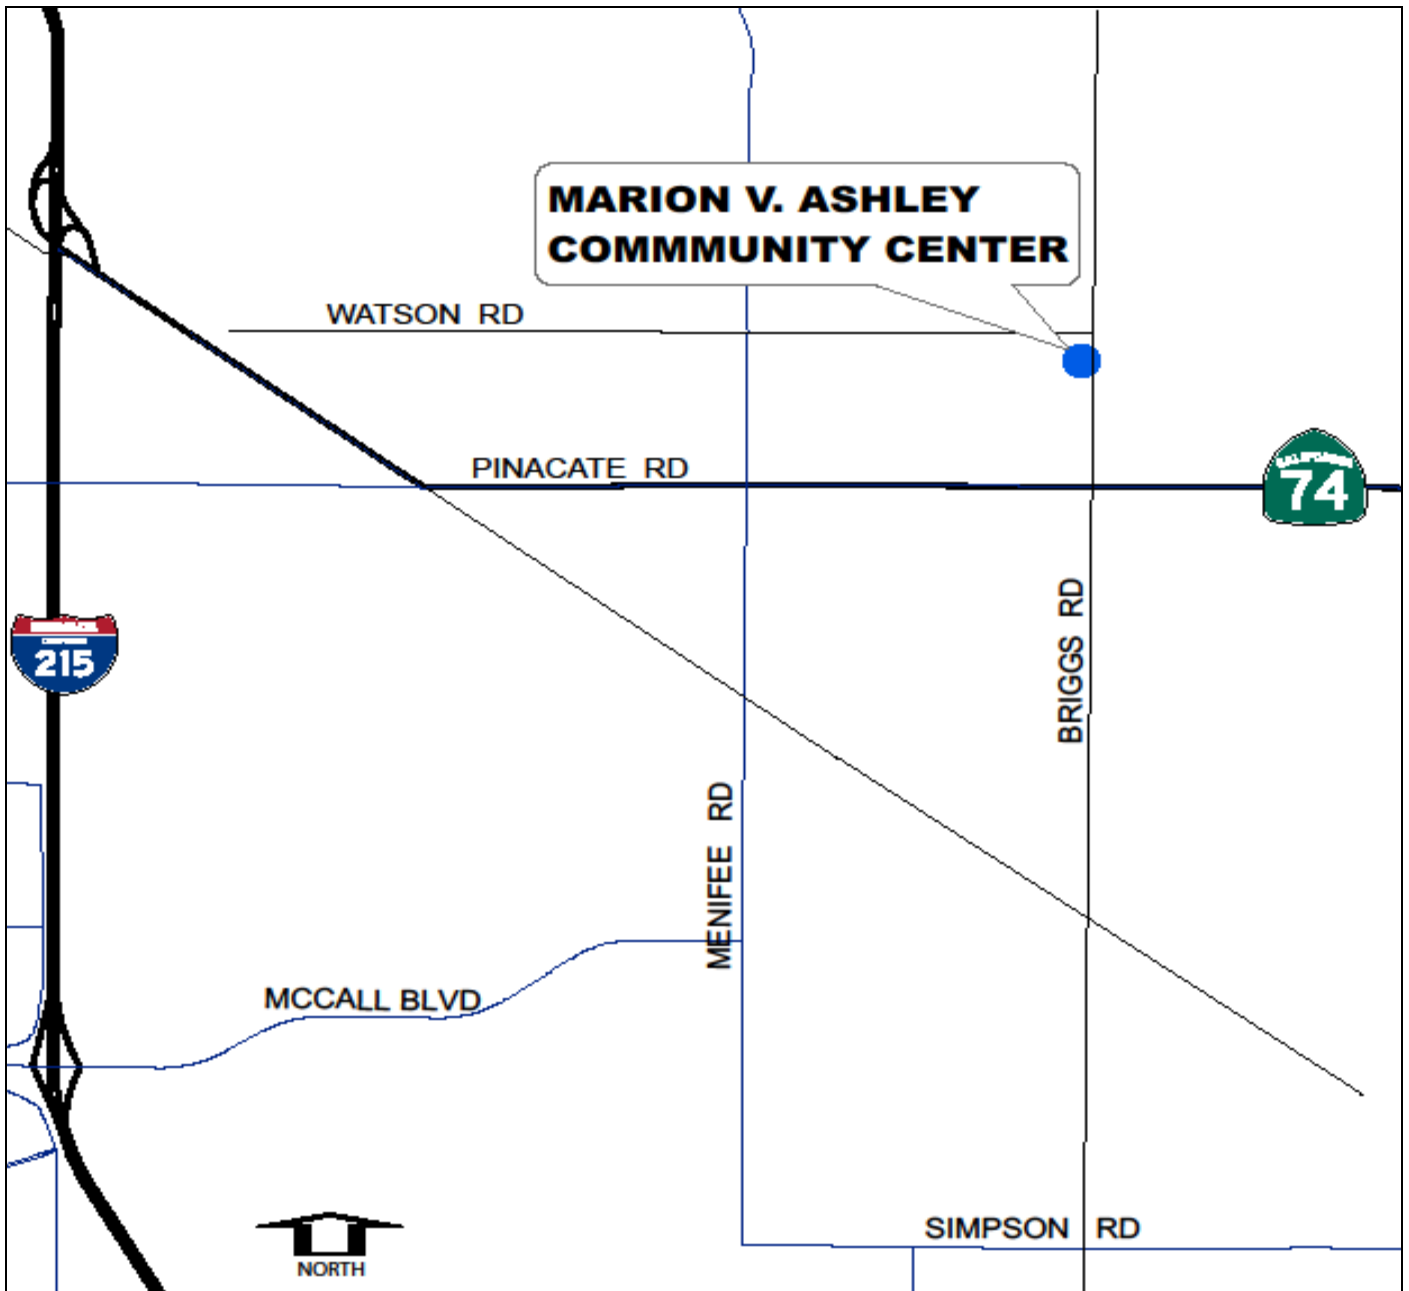 MARION V. ASHLEY
COMMMUNITY CENTER
WATSON RD
PINACATE RD
74
BRIGGS RD
215
MENIFEE RD
MCCALL BLVD
SIMPSON RD
NORTH